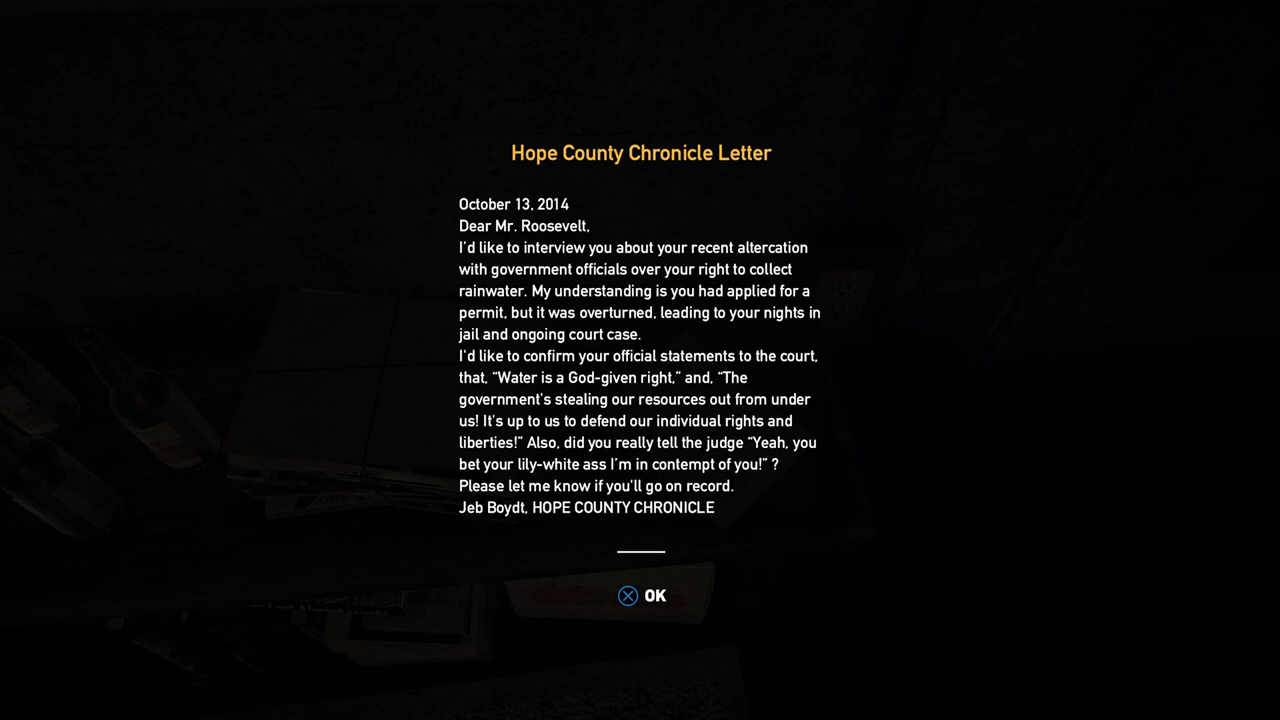 Hope County Chronicle Letter
October 13, 2014
Dear Mr. Roosevelt,
I'd like to interview you about your recent altercation
with government officials over your right to collect
rainwater. My understanding is you had applied for a
permit, but it was overturned, leading to your nights in
jail and ongoing court case.
I'd like to confirm your official statements to the court,
that, “Water is a God-given right,” and, “The
government's stealing our resources out from under
us! It's up to us to defend our individual rights and
liberties!” Also, did you really tell the judge “Yeah, you
bet your lily-white ass I'm in contempt of you!” ?
Please let me know if you'll go on record.
Jeb Boydt, HOPE COUNTY CHRONICLE
OK